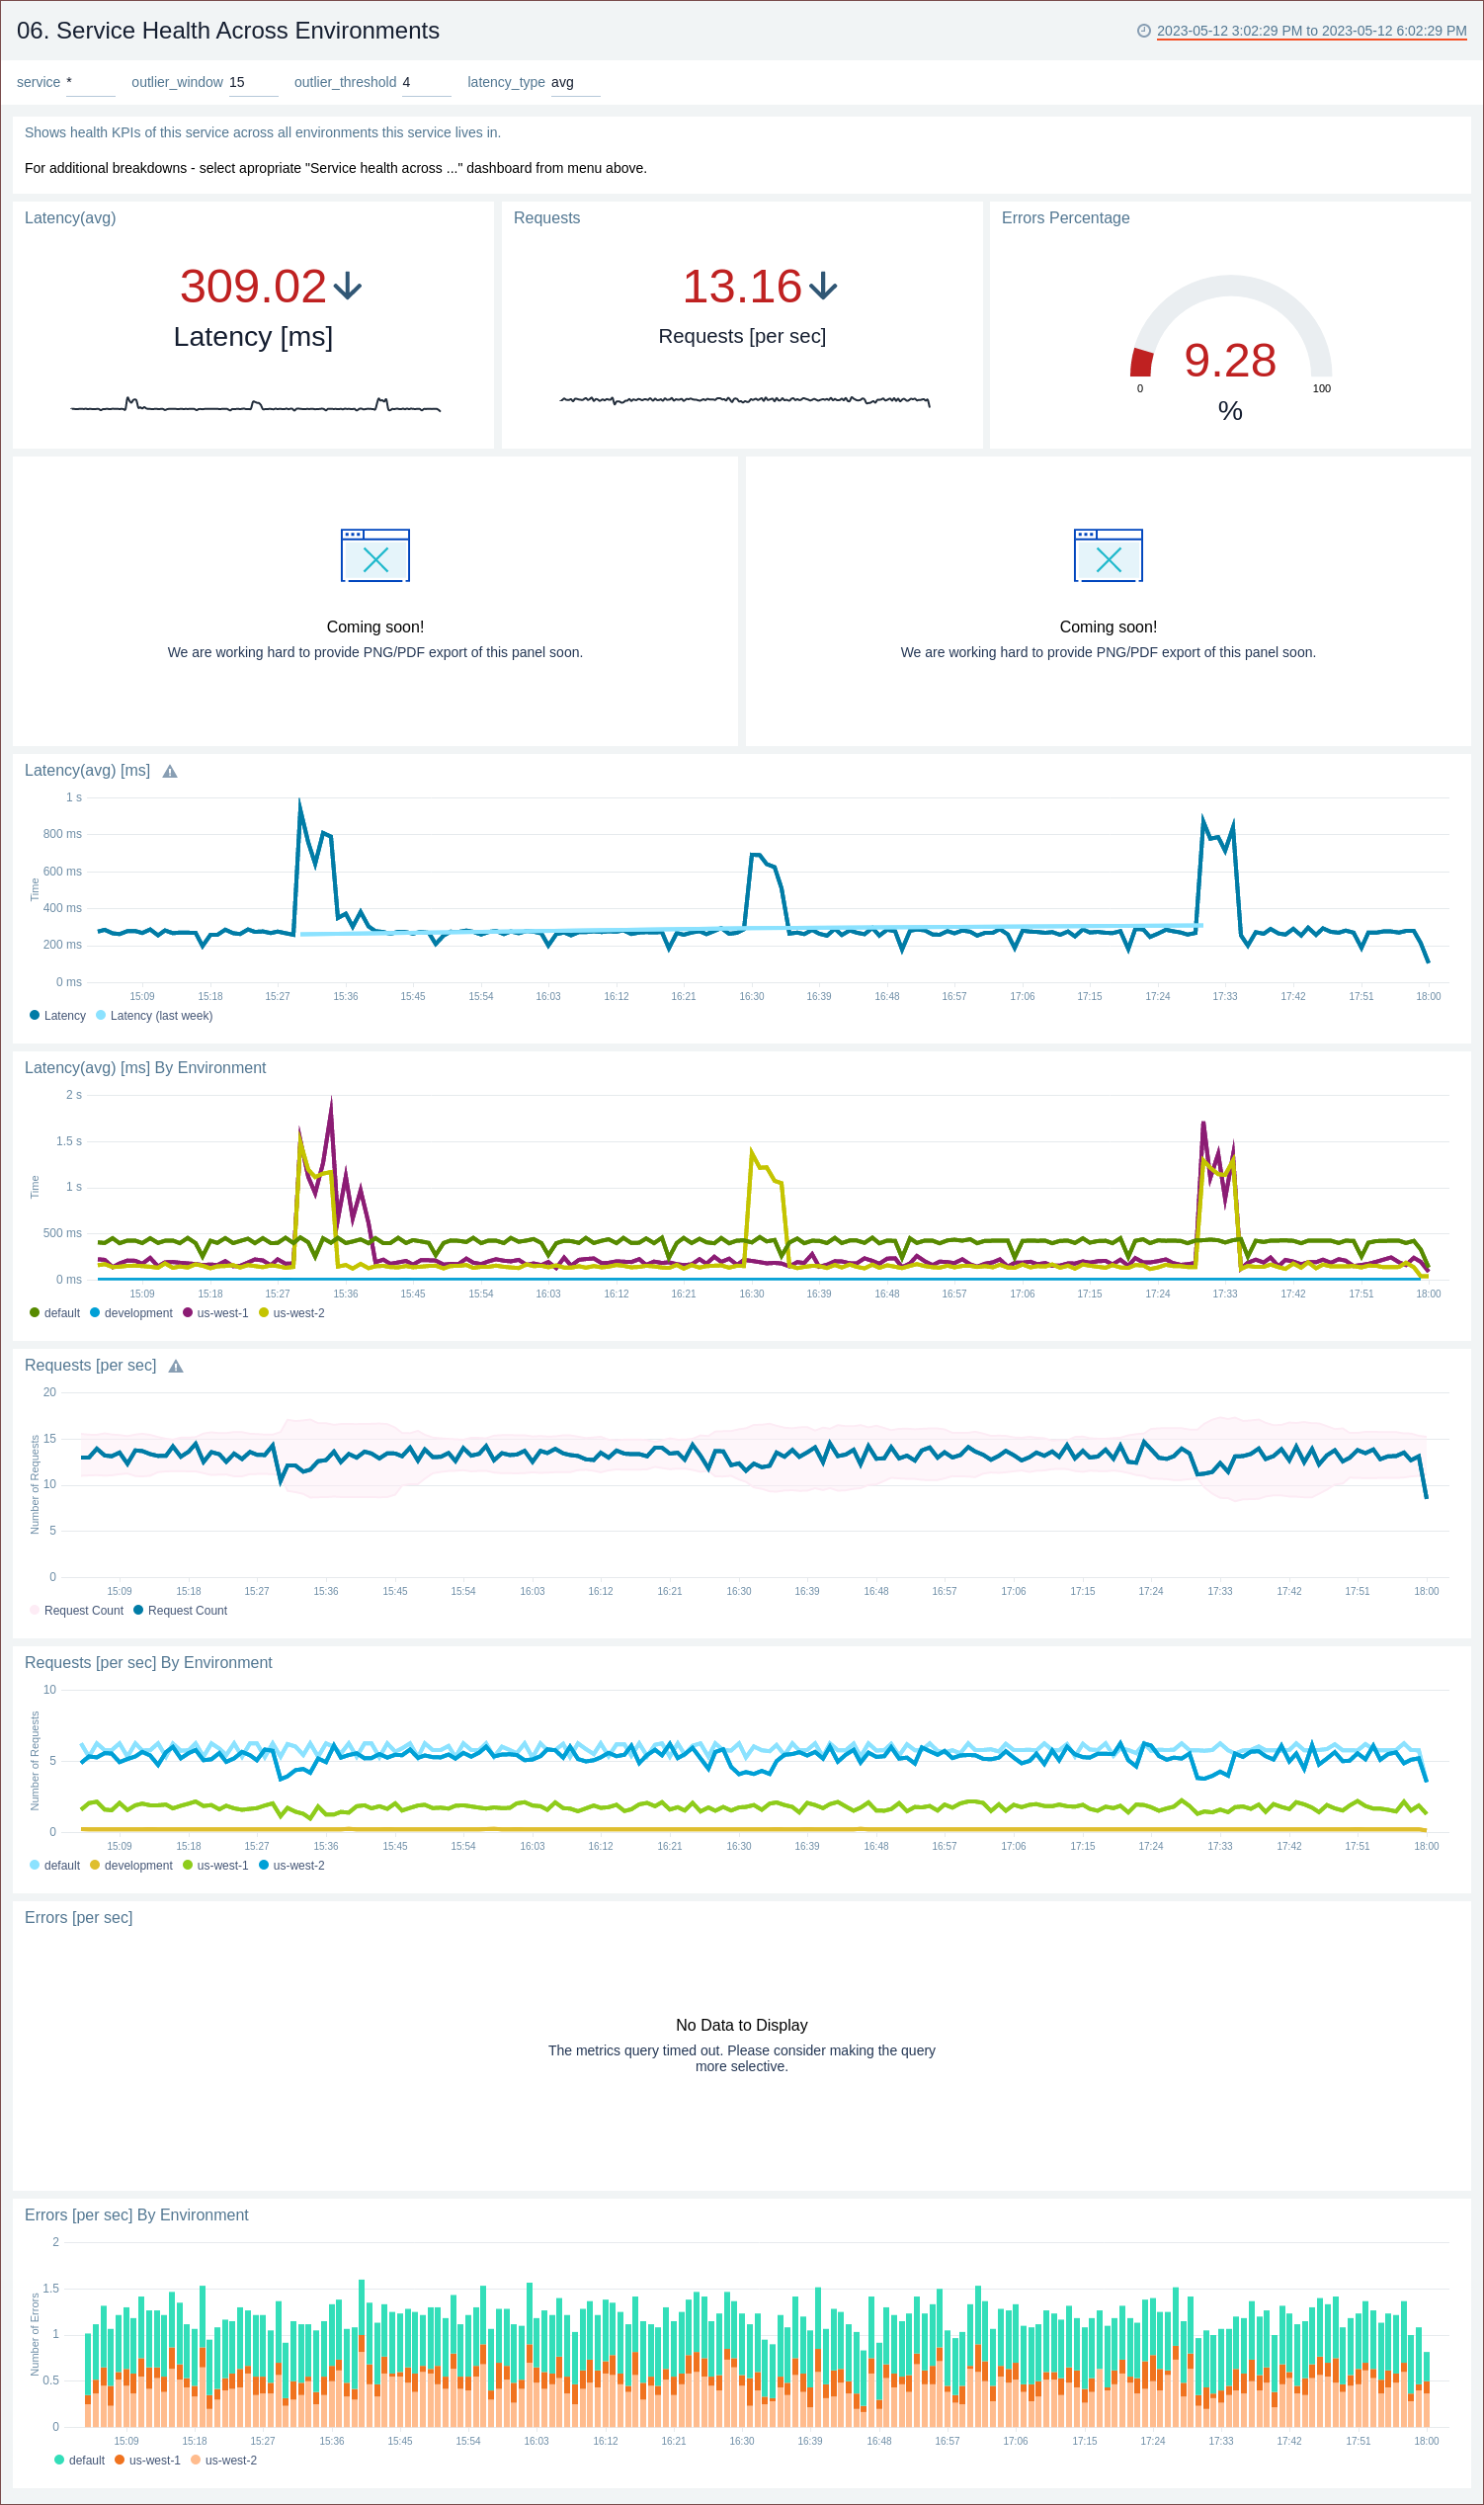 06. Service Health Across Environments
2023-05-12 3:02:29 PM to 2023-05-12 6:02:29 PM
service * outlier_window 15 outlier_threshold 4 latency_type avg
Shows health KPIs of this service across all environments this service lives in.
For additional breakdowns - select apropriate "Service health across ..." dashboard from menu above.
Latency(avg)
309.02
Latency [ms]
Requests
13.16
Requests [per sec]
Errors Percentage
9.28
0 100
%
Coming soon!
We are working hard to provide PNG/PDF export of this panel soon.
Coming soon!
We are working hard to provide PNG/PDF export of this panel soon.
Latency(avg) [ms]
Time
1 s
800 ms
600 ms
400 ms
200 ms
0 ms
15:09 15:18 15:27 15:36 15:45 15:54 16:03 16:12 16:21 16:30 16:39 16:48 16:57 17:06 17:15 17:24 17:33 17:42 17:51 18:00
Latency Latency (last week)
Latency(avg) [ms] By Environment
Time
2 s
1.5 s
1 s
500 ms
0 ms
15:09 15:18 15:27 15:36 15:45 15:54 16:03 16:12 16:21 16:30 16:39 16:48 16:57 17:06 17:15 17:24 17:33 17:42 17:51 18:00
default development us-west-1 us-west-2
Requests [per sec]
Number of Requests
20
15
10
5
0
15:09 15:18 15:27 15:36 15:45 15:54 16:03 16:12 16:21 16:30 16:39 16:48 16:57 17:06 17:15 17:24 17:33 17:42 17:51 18:00
Request Count Request Count
Requests [per sec] By Environment
Number of Requests
10
5
0
15:09 15:18 15:27 15:36 15:45 15:54 16:03 16:12 16:21 16:30 16:39 16:48 16:57 17:06 17:15 17:24 17:33 17:42 17:51 18:00
default development us-west-1 us-west-2
Errors [per sec]
No Data to Display
The metrics query timed out. Please consider making the query
more selective.
Errors [per sec] By Environment
Number of Errors
2
1.5
1
0.5
0
15:09 15:18 15:27 15:36 15:45 15:54 16:03 16:12 16:21 16:30 16:39 16:48 16:57 17:06 17:15 17:24 17:33 17:42 17:51 18:00
default us-west-1 us-west-2